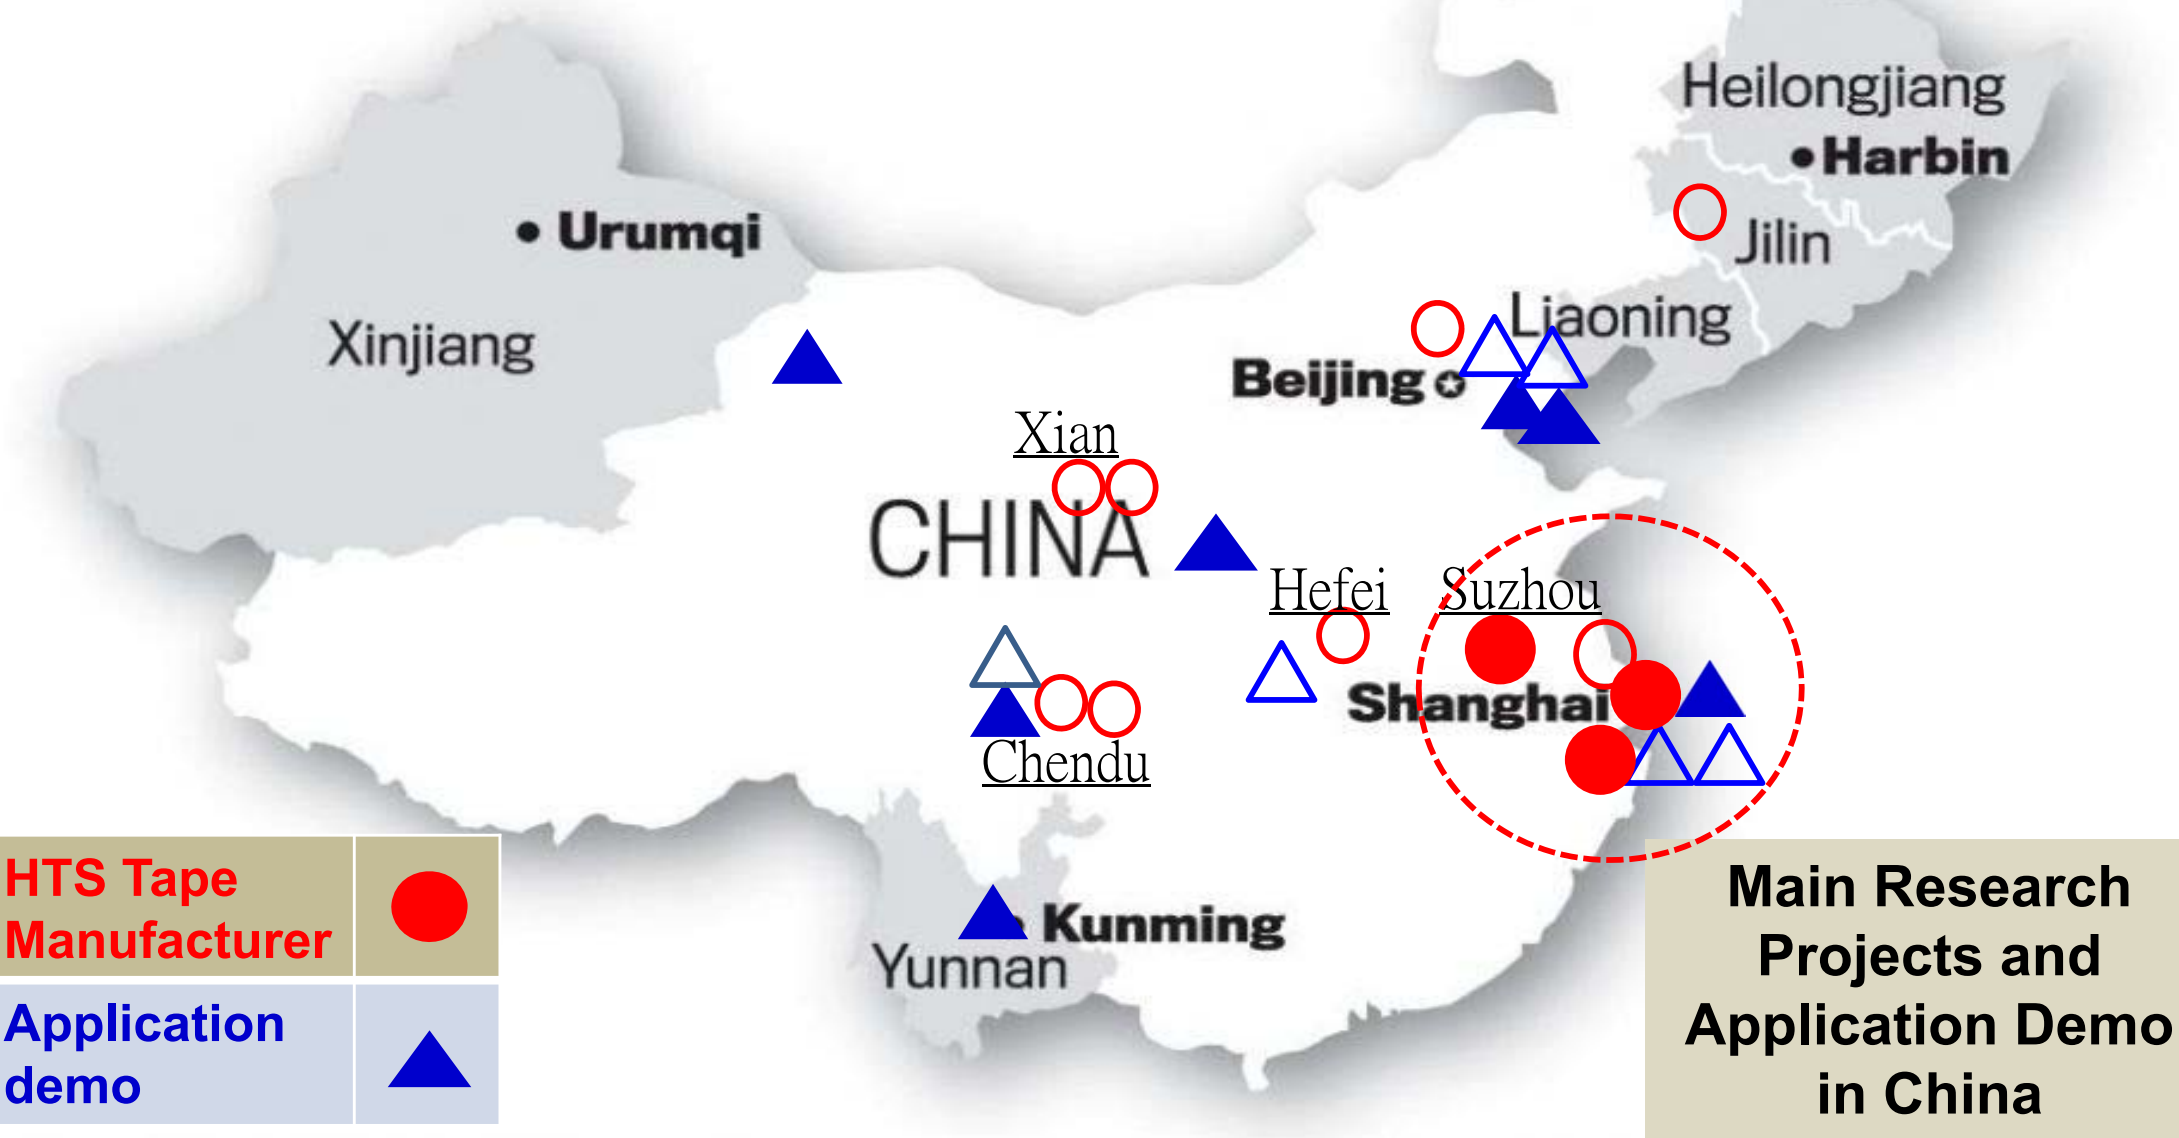 Heilongjiang
Harbin
Urumqi
Jilin
Xinjiang
Liaoning
Beijing
Xian
CHINA
Hefei
Suzhou
Shanghai
Chendu
Kunming
Yunnan
HTS Tape
Manufacturer
Application
demo
Main Research
Projects and
Application Demo
in China